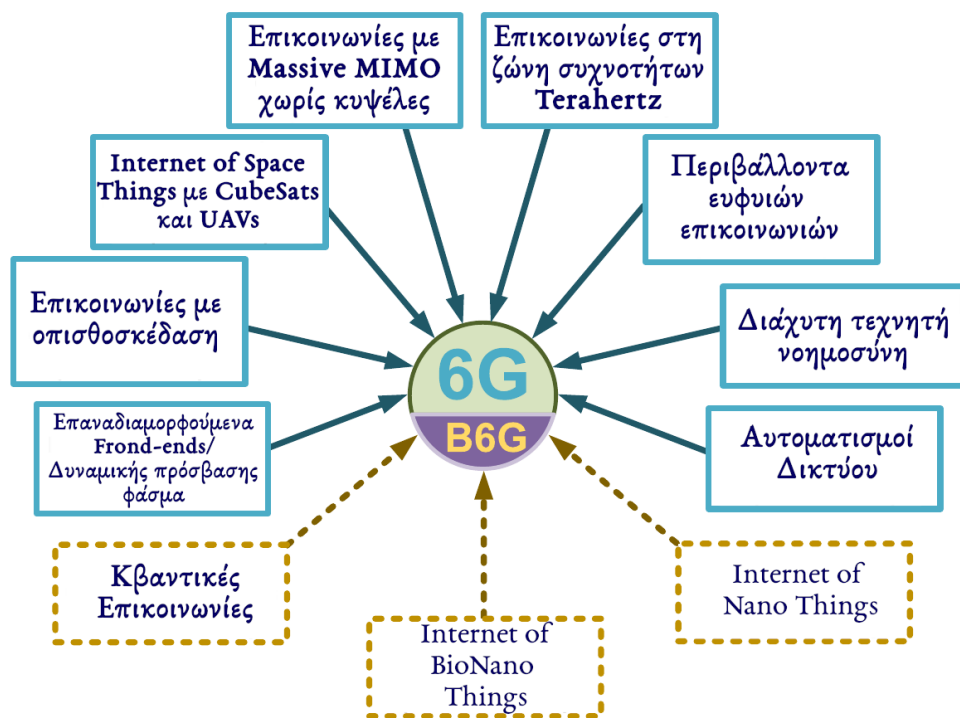 Επικοινωνίες με
Massive MIMO
χωρίς κυψέλες
Επικοινωνίες στη
ζώνη συχνοτήτων
Terahertz
Internet of Space
Things με CubeSats
και UAVs
Περιβάλλοντα
ευφυιών
επικοινωνιών
Επικοινωνίες με
οπισθοσκέδαση
Διάχυτη τεχνητή
νοημοσύνη
6G
B6G
Επαναδιαμορφούμενα
Frond-ends/
Δυναμικής πρόσβασης
φάσμα
Αυτοματισμοί
Δικτύου
Κβαντικές
Επικοινωνίες
Internet of
BioNano
Things
Internet of
Nano Things